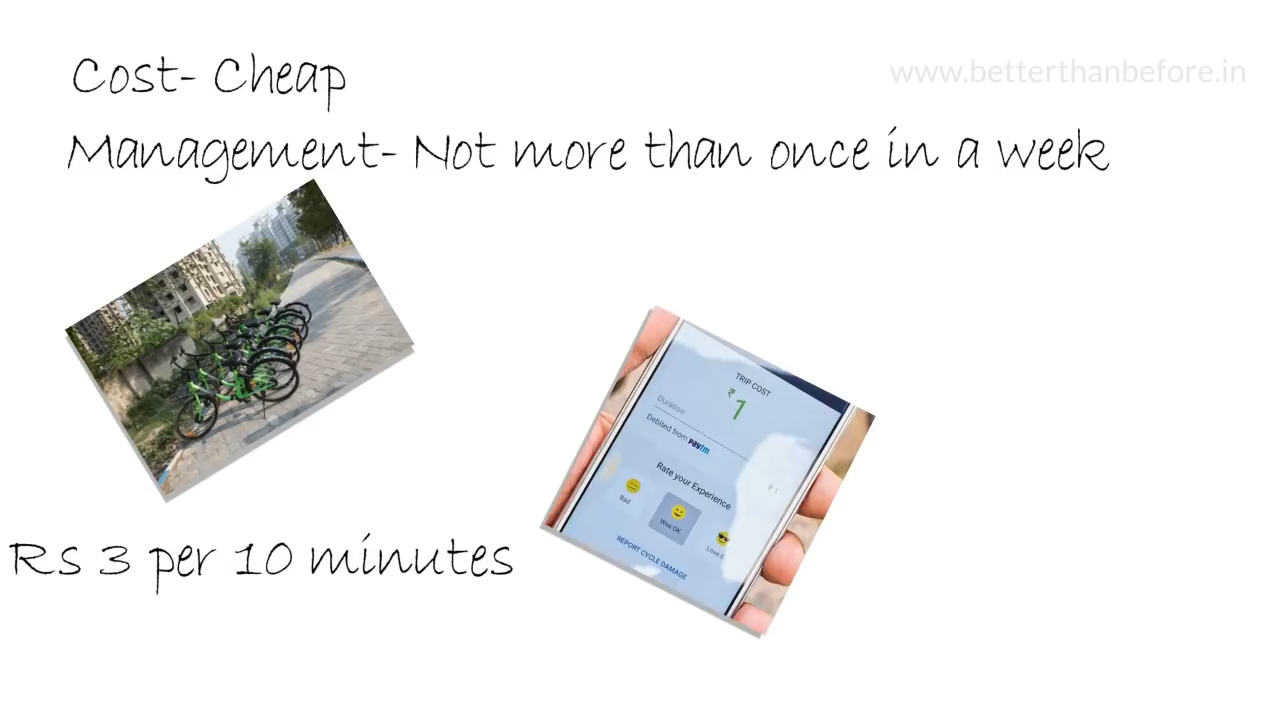 www.betterthanbefore.in
Cost- Cheap
Management- Not more than once in a week
TRIP COST
₹
1
Duration
Debited from paytm
Rate your Experience
Bad
Was OK
Love it
REPORT CYCLE DAMAGE
Rs 3 per 10 minutes